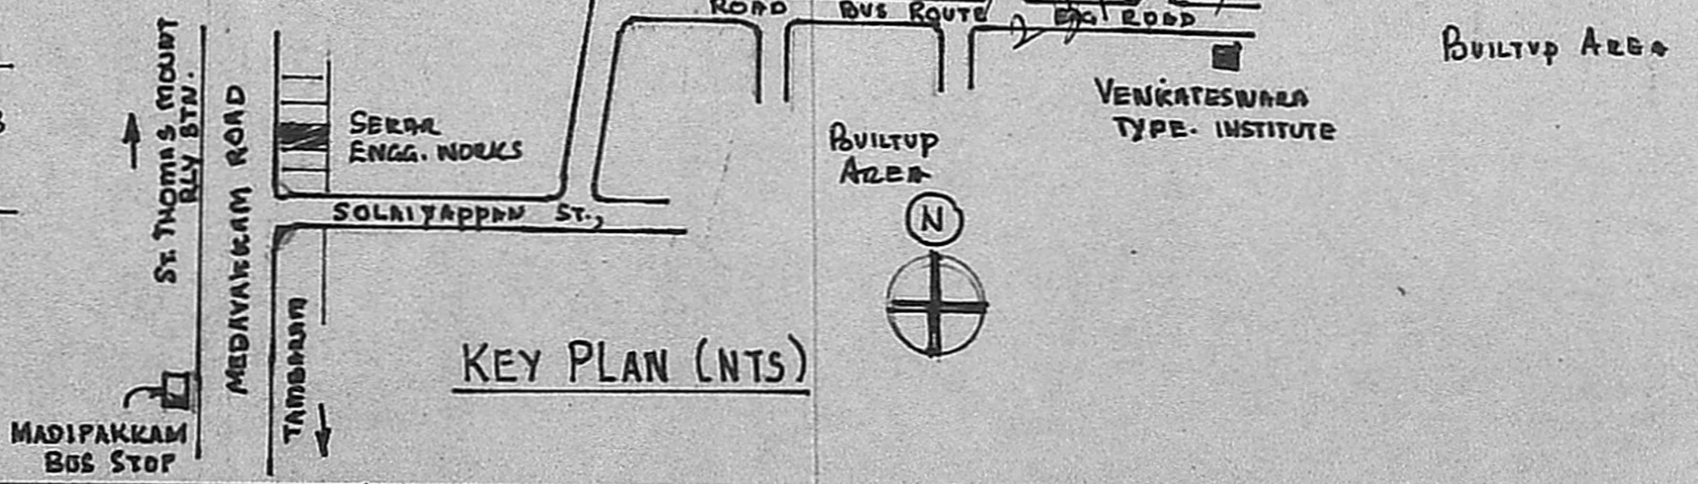 ROAD BUS ROUTE
ROAD
BUILTUP AREA
ST. THOMAS MOUNT
RLY STN.
MEDAVAKKAM ROAD
SEKAR
ENGG. WORKS
VENKATESWARA
TYPE. INSTITUTE
BUILTUP
AREA
N
SOLAIYAPPAN ST.,
TAMBARAM
KEY PLAN (NTS)
MADIPAKKAM
BUS STOP